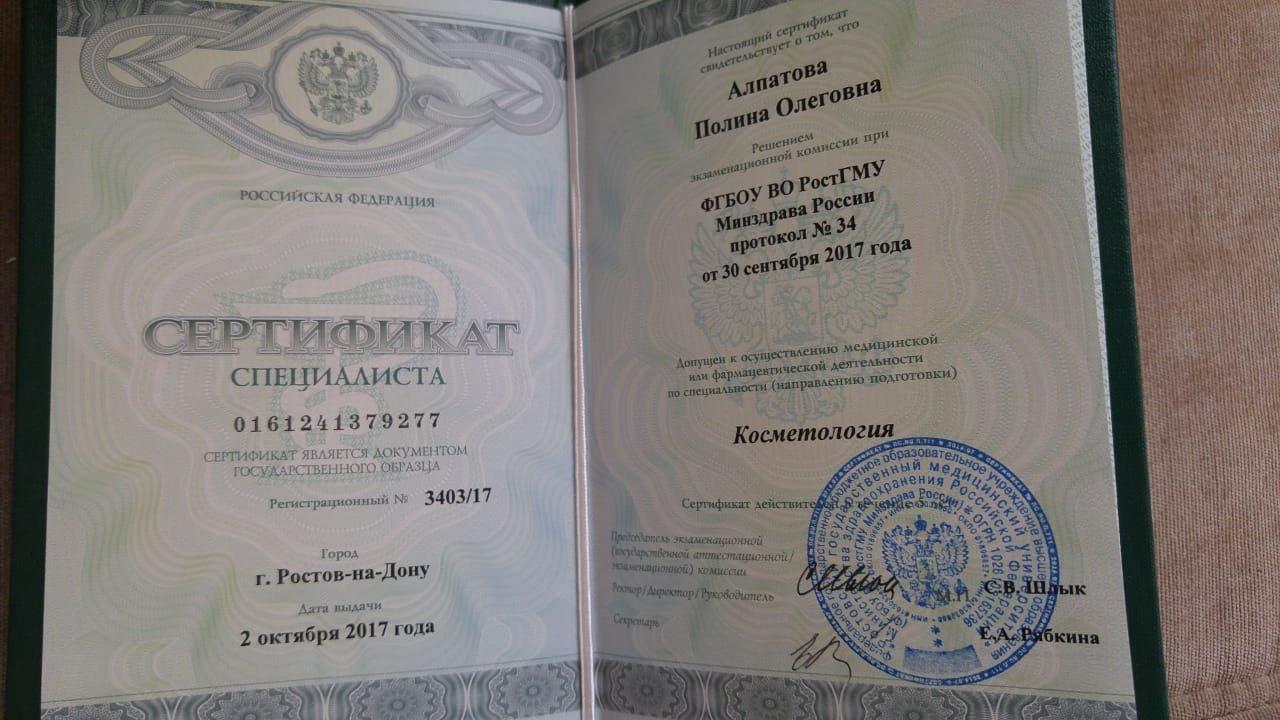 РОССИЙСКАЯ ФЕДЕРАЦИЯ
СЕРТИФИКАТ
СПЕЦИАЛИСТА
0161241379277
СЕРТИФИКАТ ЯВЛЯЕТСЯ ДОКУМЕНТОМ
ГОСУДАРСТВЕННОГО ОБРАЗЦА
Регистрационный № 3403/17
Город
г. Ростов-на-Дону
Дата выдачи
2 октября 2017 года
Настоящий сертификат
свидетельствует о том, что
Алпатова
Полина Олеговна
Решением
экзаменационной комиссии при
ФГБОУ ВО РостГМУ
Минздрава России
протокол № 34
от 30 сентября 2017 года
Допущен к осуществлению медицинской
или фармацевтической деятельности
по специальности (направлению подготовки)
Косметология
Сертификат
Председатель экзаменационной
(государственной аттестационной/
экзаменационной) комиссии
Ректор/Директор/Руководитель
М.П. С.В. Шлык
Секретарь
Е.А. Рябкина